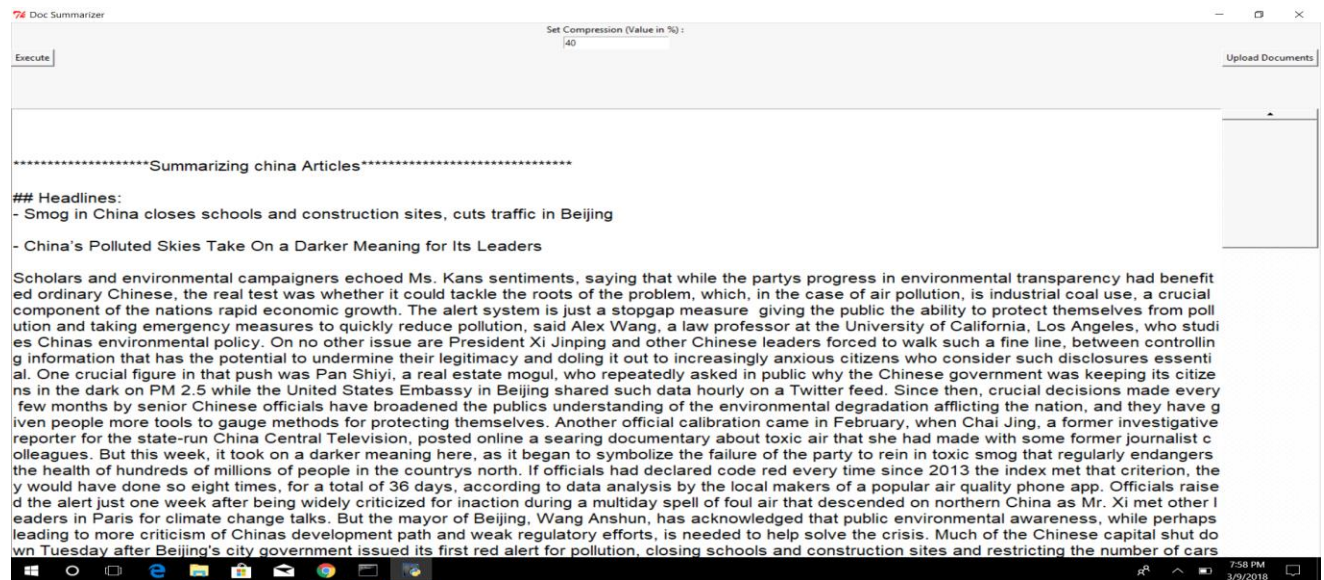 Doc Summarizer
Set Compression (Value in %) :
40
Execute
Upload Documents
********************Summarizing china Articles*******************************
## Headlines:
- Smog in China closes schools and construction sites, cuts traffic in Beijing
- China's Polluted Skies Take On a Darker Meaning for Its Leaders
Scholars and environmental campaigners echoed Ms. Kans sentiments, saying that while the partys progress in environmental transparency had benefit
ed ordinary Chinese, the real test was whether it could tackle the roots of the problem, which, in the case of air pollution, is industrial coal use, a crucial
component of the nations rapid economic growth. The alert system is just a stopgap measure  giving the public the ability to protect themselves from poll
ution and taking emergency measures to quickly reduce pollution, said Alex Wang, a law professor at the University of California, Los Angeles, who studi
es Chinas environmental policy. On no other issue are President Xi Jinping and other Chinese leaders forced to walk such a fine line, between controllin
g information that has the potential to undermine their legitimacy and doling it out to increasingly anxious citizens who consider such disclosures essenti
al. One crucial figure in that push was Pan Shiyi, a real estate mogul, who repeatedly asked in public why the Chinese government was keeping its citize
ns in the dark on PM 2.5 while the United States Embassy in Beijing shared such data hourly on a Twitter feed. Since then, crucial decisions made every
few months by senior Chinese officials have broadened the publics understanding of the environmental degradation afflicting the nation, and they have g
iven people more tools to gauge methods for protecting themselves. Another official calibration came in February, when Chai Jing, a former investigative
reporter for the state-run China Central Television, posted online a searing documentary about toxic air that she had made with some former journalist c
olleagues. But this week, it took on a darker meaning here, as it began to symbolize the failure of the party to rein in toxic smog that regularly endangers
the health of hundreds of millions of people in the countrys north. If officials had declared code red every time since 2013 the index met that criterion, the
y would have done so eight times, for a total of 36 days, according to data analysis by the local makers of a popular air quality phone app. Officials raise
d the alert just one week after being widely criticized for inaction during a multiday spell of foul air that descended on northern China as Mr. Xi met other l
eaders in Paris for climate change talks. But the mayor of Beijing, Wang Anshun, has acknowledged that public environmental awareness, while perhaps
leading to more criticism of Chinas development path and weak regulatory efforts, is needed to help solve the crisis. Much of the Chinese capital shut do
wn Tuesday after Beijing's city government issued its first red alert for pollution, closing schools and construction sites and restricting the number of cars
7:58 PM
3/9/2018